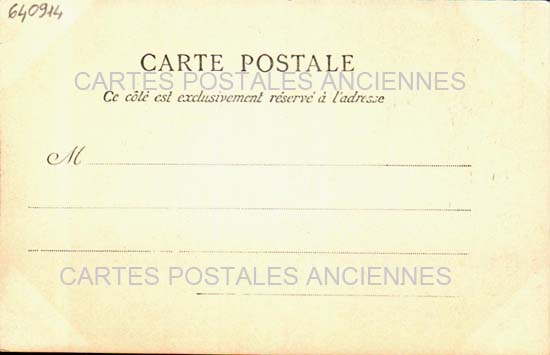 640914
CARTE POSTALE
CARTES POSTALES ANCIENNES
Ce côté est exclusivement réservé à l'adresse
M
CARTES POSTALES ANCIENNES